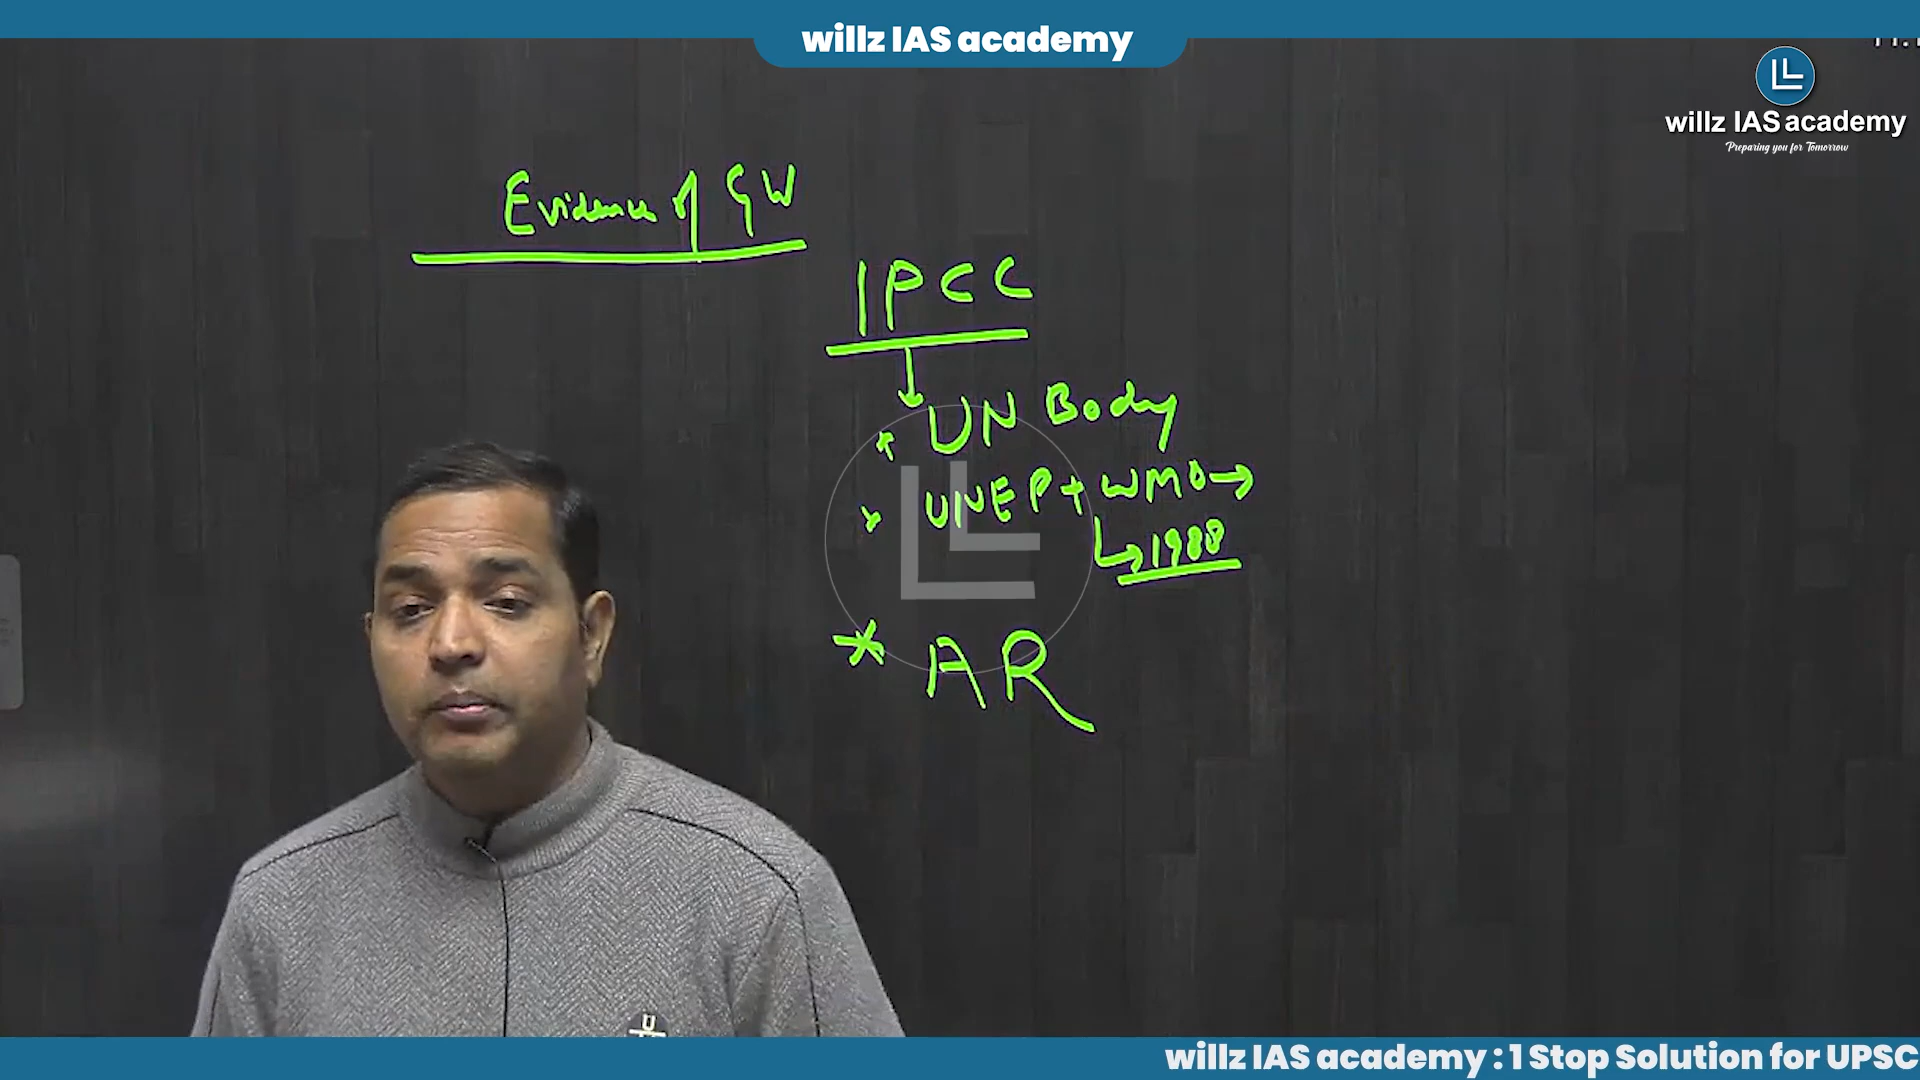 willz IAS academy
willz IAS academy
Preparing you for Tomorrow
Evidence of GW
IPCC
* UN Body
* UNEP + WMO →
↳ 1988
* AR
willz IAS academy : 1 Stop Solution for UPSC